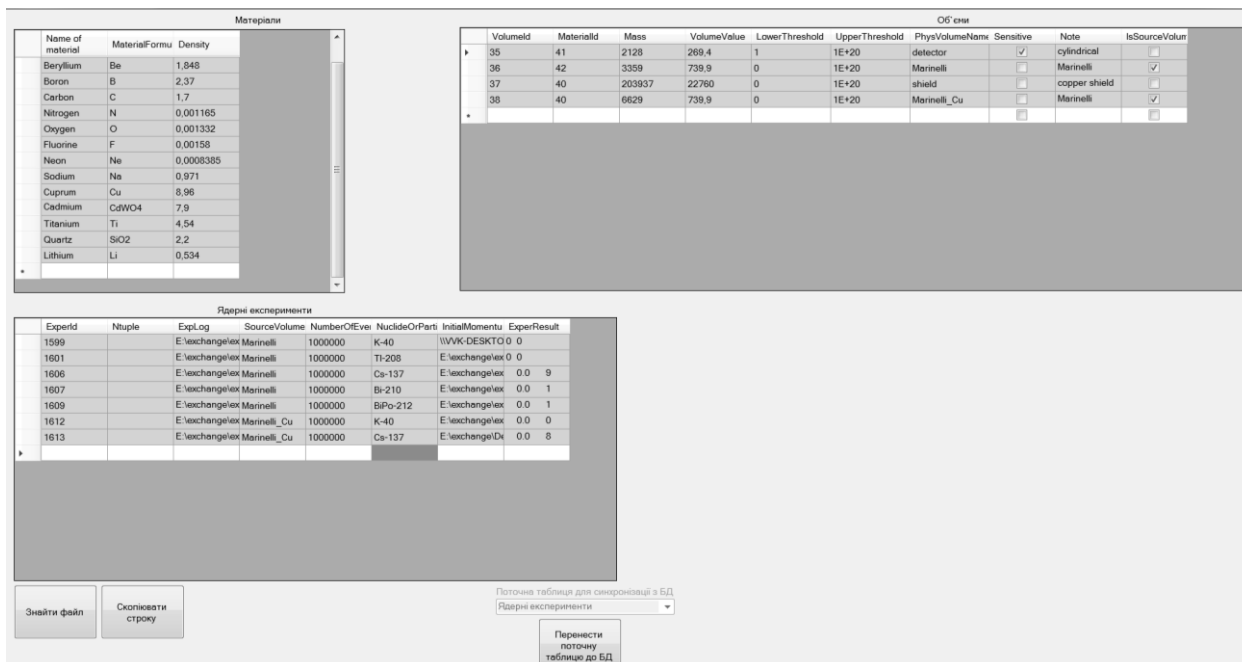 Матеріали
Name of material MaterialFormu Density
Beryllium Be 1,848
Boron B 2,37
Carbon C 1,7
Nitrogen N 0,001165
Oxygen O 0,001332
Fluorine F 0,00158
Neon Ne 0,0008385
Sodium Na 0,971
Cuprum Cu 8,96
Cadmium CdWO4 7,9
Titanium Ti 4,54
Quartz SiO2 2,2
Lithium Li 0,534
Об`єми
VolumeId MaterialId Mass VolumeValue LowerThreshold UpperThreshold PhysVolumeName Sensitive Note IsSourceVolum
35 41 2128 269,4 1 1E+20 detector cylindrical
36 42 3359 739,9 0 1E+20 Marinelli Marinelli
37 40 203937 22760 0 1E+20 shield copper shield
38 40 6629 739,9 0 1E+20 Marinelli_Cu Marinelli
Ядерні експерименти
ExperId Ntuple ExpLog SourceVolume NumberOfEver NuclideOrParti InitialMomentu ExperResult
1599 E:\exchange\ex Marinelli 1000000 K-40 \\VVK-DESKTO 0 0
1601 E:\exchange\ex Marinelli 1000000 Tl-208 E:\exchange\ex 0 0
1606 E:\exchange\ex Marinelli 1000000 Cs-137 E:\exchange\ex 0.0 9
1607 E:\exchange\ex Marinelli 1000000 Bi-210 E:\exchange\ex 0.0 1
1609 E:\exchange\ex Marinelli 1000000 BiPo-212 E:\exchange\ex 0.0 1
1612 E:\exchange\ex Marinelli_Cu 1000000 K-40 E:\exchange\ex 0.0 0
1613 E:\exchange\ex Marinelli_Cu 1000000 Cs-137 E:\exchange\De 0.0 8
Знайти файл
Скопіювати
строку
Поточна таблиця для синхронізації з БД
Ядерні експерименти
Перенести
поточну
таблицю до БД